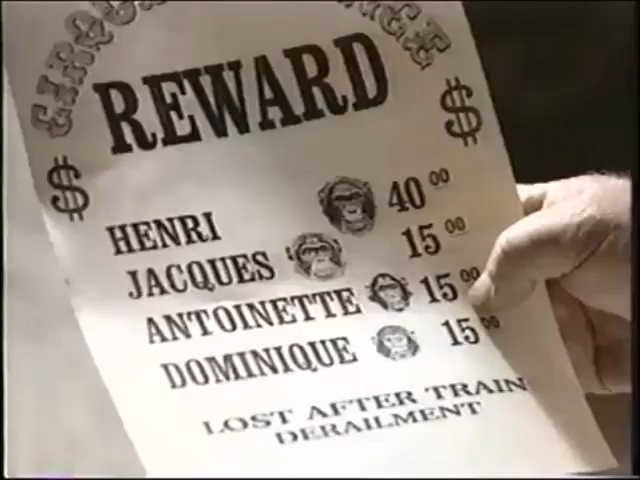 REWARD
$ $
HENRI 40 00
JACQUES 15 00
ANTOINETTE 15 00
DOMINIQUE 15 00
LOST AFTER TRAIN
DERAILMENT